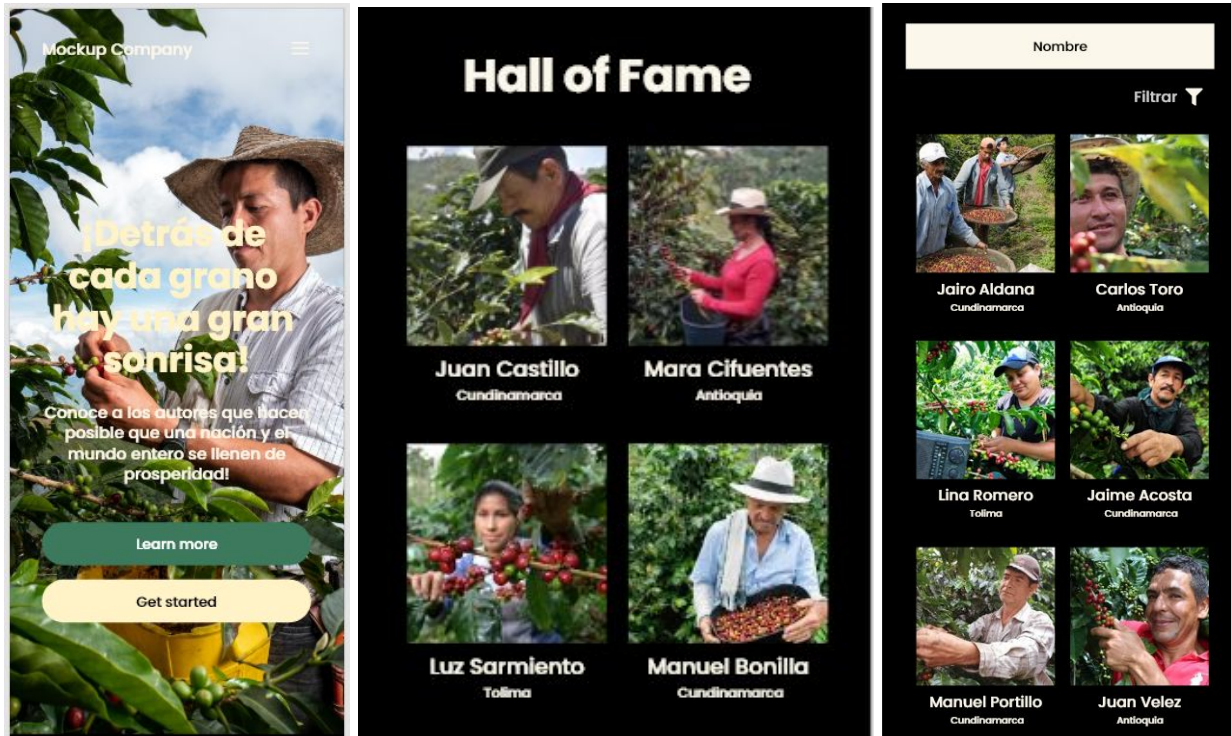 Mockup Company
¡Detrás de
cada grano
hay una gran
sonrisa!
Conoce a los autores que hacen
posible que una nación y el
mundo entero se llenen de
prosperidad!
Learn more
Get started
Hall of Fame
Juan Castillo
Cundinamarca
Mara Cifuentes
Antioquia
Luz Sarmiento
Tolima
Manuel Bonilla
Cundinamarca
Nombre
Filtrar
Jairo Aldana
Cundinamarca
Carlos Toro
Antioquia
Lina Romero
Tolima
Jaime Acosta
Cundinamarca
Manuel Portillo
Cundinamarca
Juan Velez
Antioquia